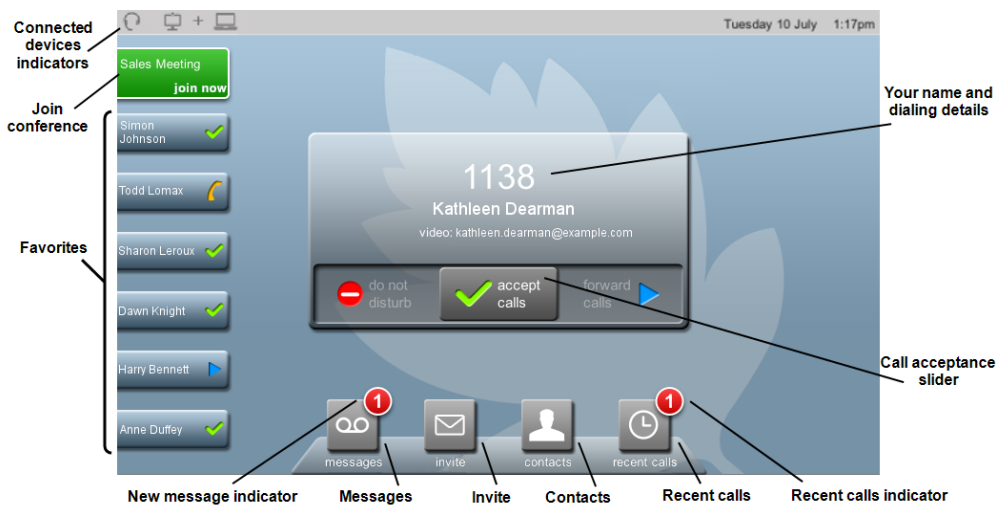 Connected
devices
indicators
Tuesday 10 July 1:17pm
Sales Meeting
join now
Join
conference
Your name and
dialing details
Simon
Johnson
Todd Lomax
Favorites
Sharon Leroux
Dawn Knight
Harry Bennett
Anne Duffey
1138
Kathleen Dearman
video: kathleen.dearman@example.com
do not
disturb
accept
calls
forward
calls
Call acceptance
slider
1
1
messages
invite
contacts
recent calls
New message indicator
Messages
Invite
Contacts
Recent calls
Recent calls indicator